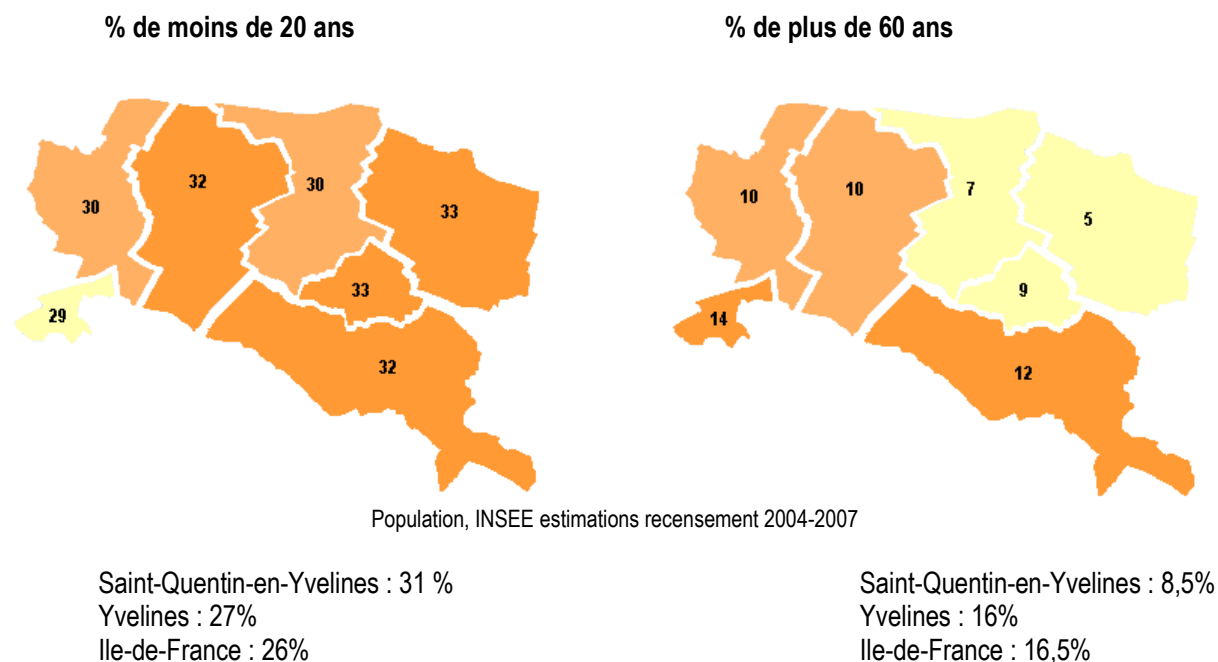 % de moins de 20 ans
% de plus de 60 ans
30
32
30
33
33
29
32
10
10
7
5
9
14
12
Population, INSEE estimations recensement 2004-2007
Saint-Quentin-en-Yvelines : 31 %
Yvelines : 27%
Ile-de-France : 26%
Saint-Quentin-en-Yvelines : 8,5%
Yvelines : 16%
Ile-de-France : 16,5%